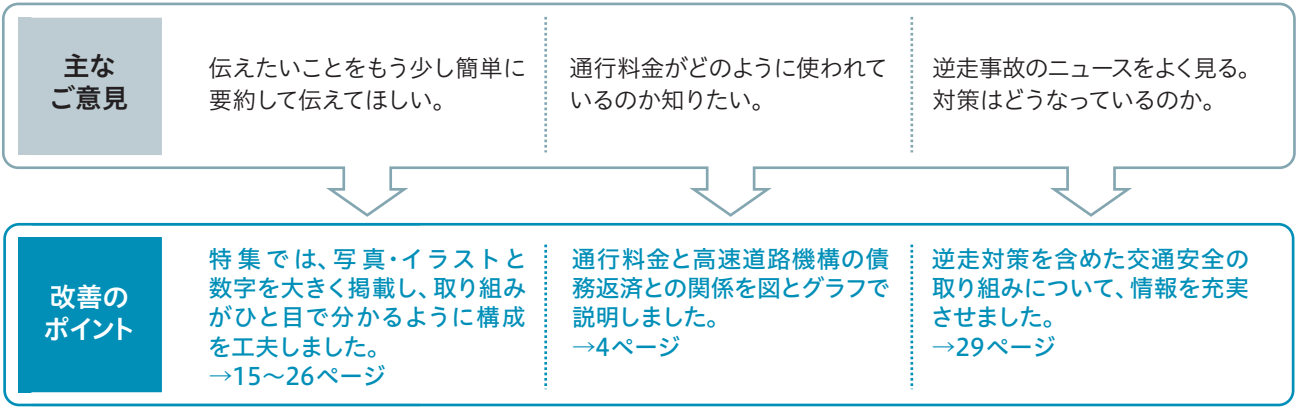 主な
ご意見
伝えたいことをもう少し簡単に
要約して伝えてほしい。
通行料金がどのように使われて
いるのか知りたい。
逆走事故のニュースをよく見る。
対策はどうなっているのか。
改善の
ポイント
特集では、写真・イラストと
数字を大きく掲載し、取り組み
がひと目で分かるように構成
を工夫しました。
→15～26ページ
通行料金と高速道路機構の債
務返済との関係を図とグラフで
説明しました。
→4ページ
逆走対策を含めた交通安全の
取り組みについて、情報を充実
させました。
→29ページ